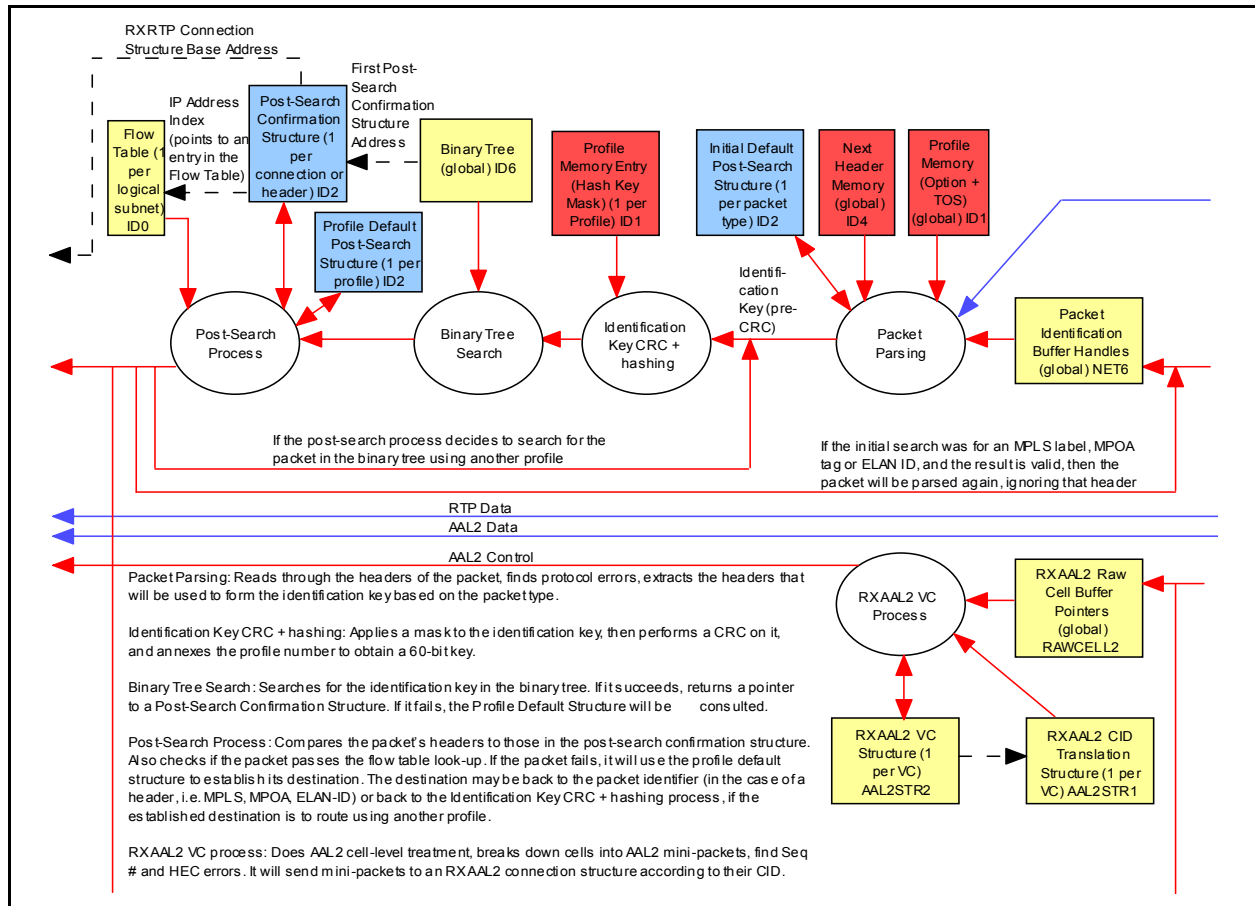 RXRTP Connection
Structure Base Address
First Post-
Search
Confirmation
Structure
Address
IP Address
Index
(points to an
entry in the
Flow Table)
Flow
Table (1
per
logical
subnet)
ID0
Post-Search
Confirmation
Structure (1
per
connection or
header) ID2
Binary Tree
(global) ID6
Profile
Memory Entry
(Hash Key
Mask) (1 per
Profile) ID1
Initial Default
Post-Search
Structure (1
per packet
type) ID2
Next
Header
Memory
(global)
ID4
Profile
Memory
(Option +
TOS)
(global) ID1
Profile Default
Post-Search
Structure (1 per
profile) ID2
Identifi-
cation
Key (pre-
CRC)
Post-Search
Process
Binary Tree
Search
Identification
Key CRC +
hashing
Packet
Parsing
Packet
Identification
Buffer Handles
(global) NET6
If the post-search process decides to search for the
packet in the binary tree using another profile
If the initial search was for an MPLS label, MPOA
tag or ELAN ID, and the result is valid, then the
packet will be parsed again, ignoring that header
RTP Data
AAL2 Data
AAL2 Control
Packet Parsing: Reads through the headers of the packet, finds protocol errors, extracts the headers that
will be used to form the identification key based on the packet type.
Identification Key CRC + hashing: Applies a mask to the identification key, then performs a CRC on it,
and annexes the profile number to obtain a 60-bit key.
Binary Tree Search: Searches for the identification key in the binary tree. If it succeeds, returns a pointer
to a Post-Search Confirmation Structure. If it fails, the Profile Default Structure will be consulted.
Post-Search Process: Compares the packet's headers to those in the post-search confirmation structure.
Also checks if the packet passes the flow table look-up. If the packet fails, it will use the profile default
structure to establish its destination. The destination may be back to the packet identifier (in the case of a
header, i.e. MPLS, MPOA, ELAN-ID) or back to the Identification Key CRC + hashing process, if the
established destination is to route using another profile.
RXAAL2 VC process: Does AAL2 cell-level treatment, breaks down cells into AAL2 mini-packets, find Seq
# and HEC errors. It will send mini-packets to an RXAAL2 connection structure according to their CID.
RXAAL2 VC
Process
RXAAL2 Raw
Cell Buffer
Pointers
(global)
RAWCELL2
RXAAL2 VC
Structure (1
per VC)
AAL2STR2
RXAAL2 CID
Translation
Structure (1 per
VC) AAL2STR1